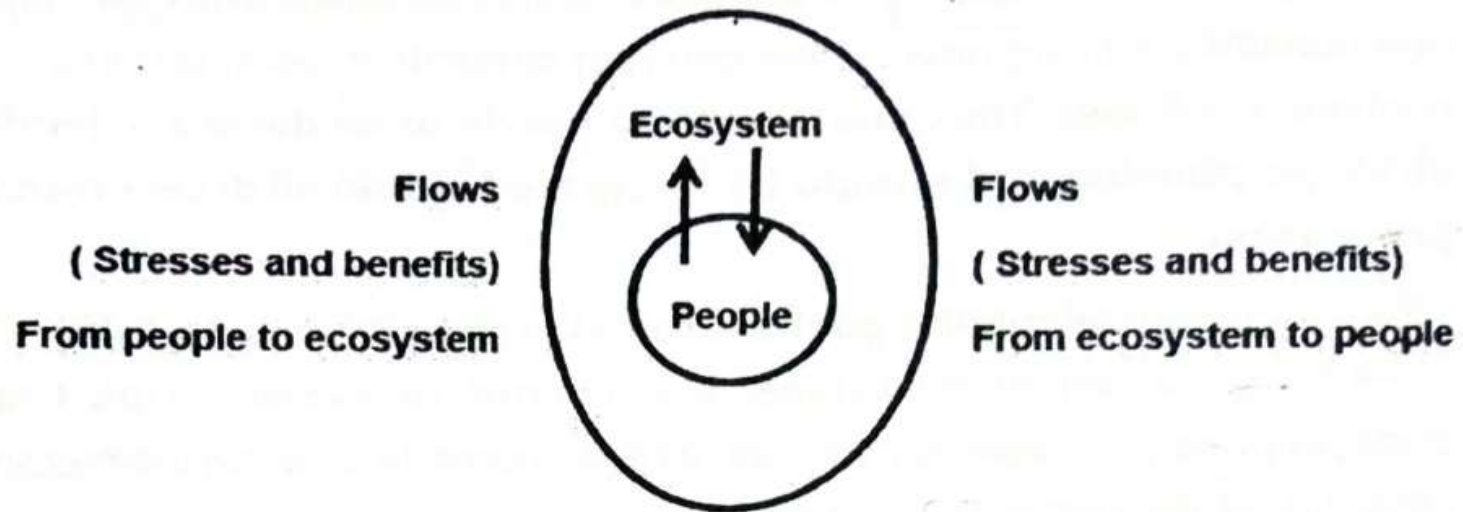 Ecosystem
Flows
( Stresses and benefits)
From people to ecosystem
People
Flows
( Stresses and benefits)
From ecosystem to people